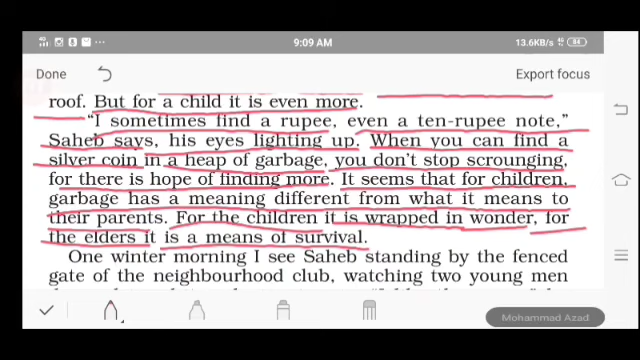 9:09 AM
13.6KB/s
Done
Export focus
roof. But for a child it is even more.
“I sometimes find a rupee, even a ten-rupee note,”
Saheb says, his eyes lighting up. When you can find a
silver coin in a heap of garbage, you don’t stop scrounging,
for there is hope of finding more. It seems that for children,
garbage has a meaning different from what it means to
their parents. For the children it is wrapped in wonder, for
the elders it is a means of survival.
One winter morning I see Saheb standing by the fenced
gate of the neighbourhood club, watching two young men
Mohammad Azad